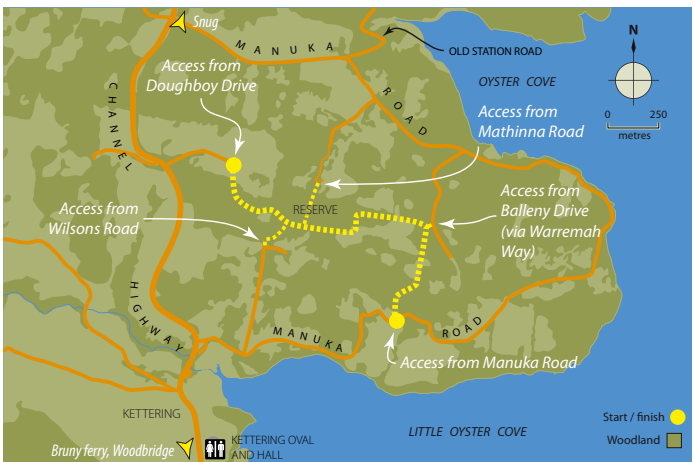 Snug
MANUKA
ROAD
OLD STATION ROAD
N
OYSTER COVE
0 250
metres
Access from
Doughboy Drive
CHANNEL
HIGHWAY
Access from
Mathinna Road
Access from
Balleny Drive
(via Warremah
Way)
RESERVE
Access from
Wilsons Road
MANUKA
ROAD
Access from Manuka Road
KETTERING
Bruny ferry, Woodbridge
KETTERING OVAL
AND HALL
LITTLE OYSTER COVE
Start / finish
Woodland